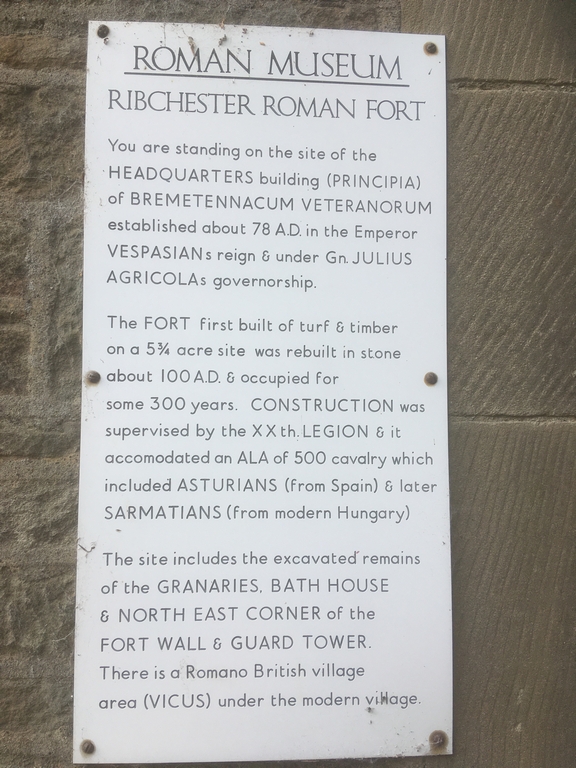 ROMAN MUSEUM
RIBCHESTER ROMAN FORT
You are standing on the site of the
HEADQUARTERS building (PRINCIPIA)
of BREMETENNACUM VETERANORUM
established about 78 A.D. in the Emperor
VESPASIANs reign & under Gn. JULIUS
AGRICOLAs governorship.
The FORT first built of turf & timber
on a 5¾ acre site was rebuilt in stone
about 100 A.D. & occupied for
some 300 years. CONSTRUCTION was
supervised by the XXth. LEGION & it
accomodated an ALA of 500 cavalry which
included ASTURIANS (from Spain) & later
SARMATIANS (from modern Hungary)
The site includes the excavated remains
of the GRANARIES, BATH HOUSE
& NORTH EAST CORNER of the
FORT WALL & GUARD TOWER.
There is a Romano British village
area (VICUS) under the modern village.